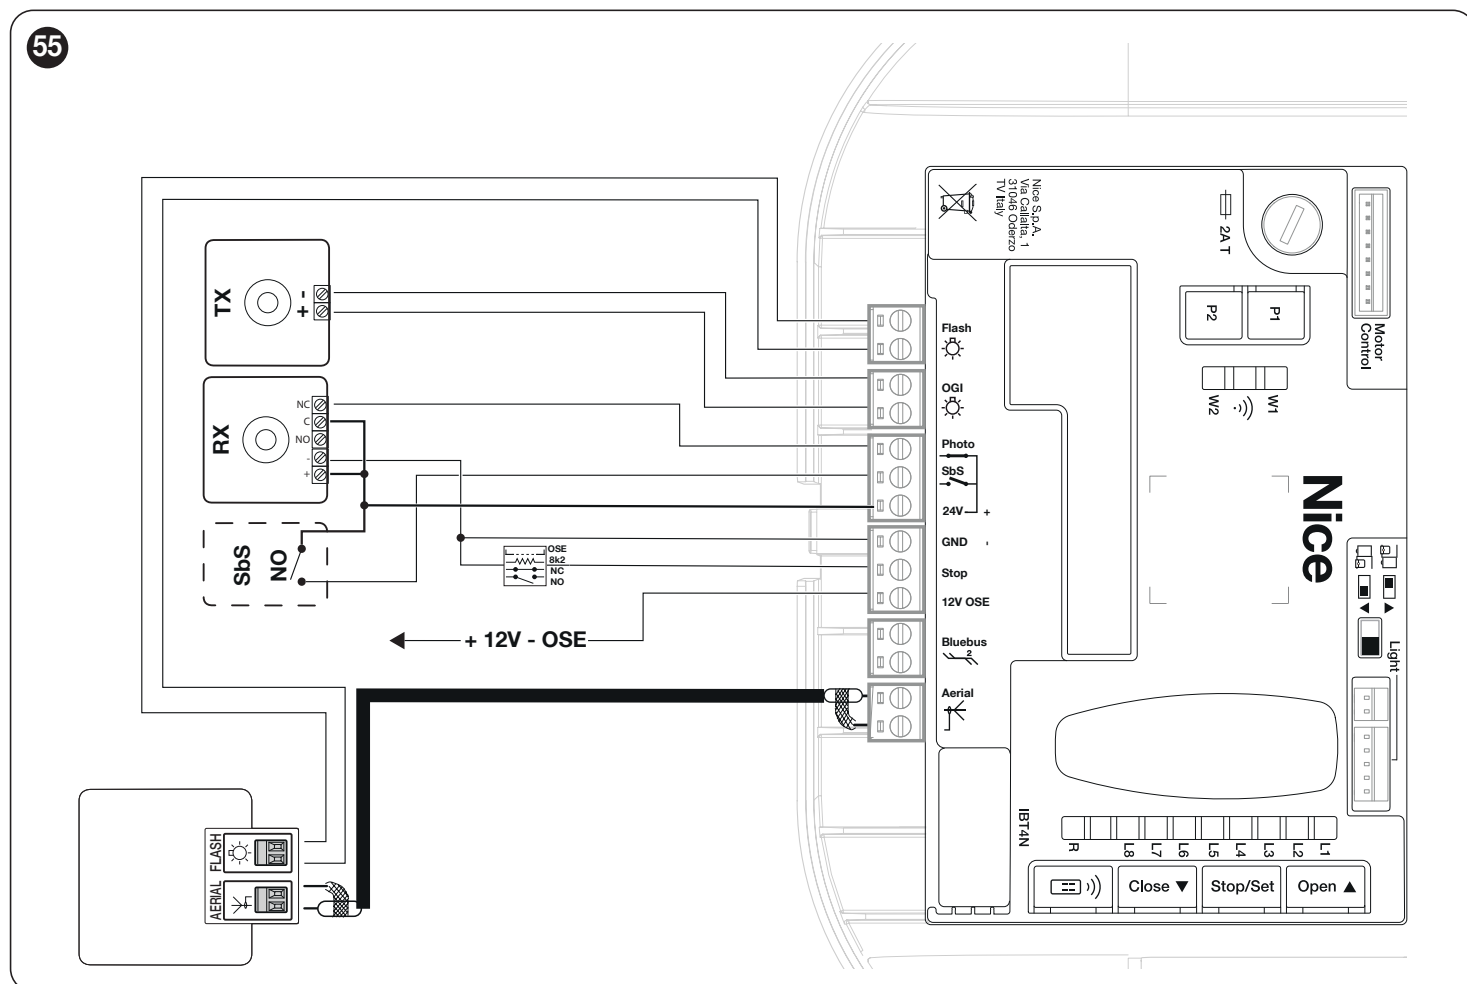 55
Nice S.p.A.
Via Callalta, 1
31046 Oderzo
TV Italy
2A T
Motor
Control
P2
P1
W2
W1
TX
-
+
RX
NC
C
NO
-
+
SbS
NO
OSE
8k2
NC
NO
+ 12V - OSE
Flash
OGI
Photo
SbS
24V
+
GND
-
Stop
12V OSE
Bluebus
2
Aerial
Nice
Light
IBT4N
R
L8
L7
L6
L5
L4
L3
L2
L1
Close ▼
Stop/Set
Open ▲
FLASH
AERIAL